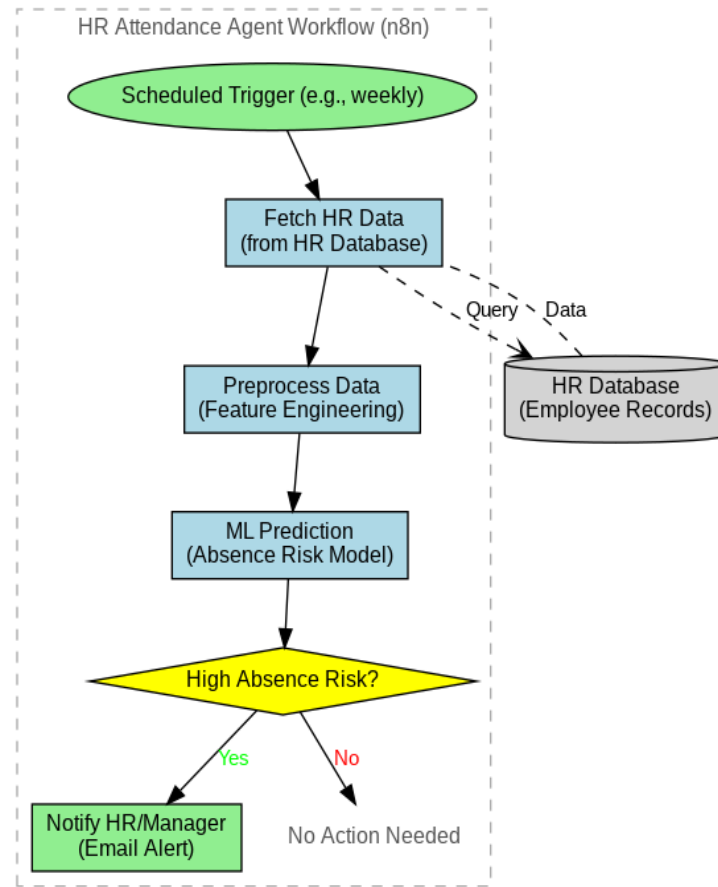 HR Attendance Agent Workflow (n8n)
Scheduled Trigger (e.g., weekly)
Fetch HR Data
(from HR Database)
Query
Data
HR Database
(Employee Records)
Preprocess Data
(Feature Engineering)
ML Prediction
(Absence Risk Model)
High Absence Risk?
Yes
No
Notify HR/Manager
(Email Alert)
No Action Needed